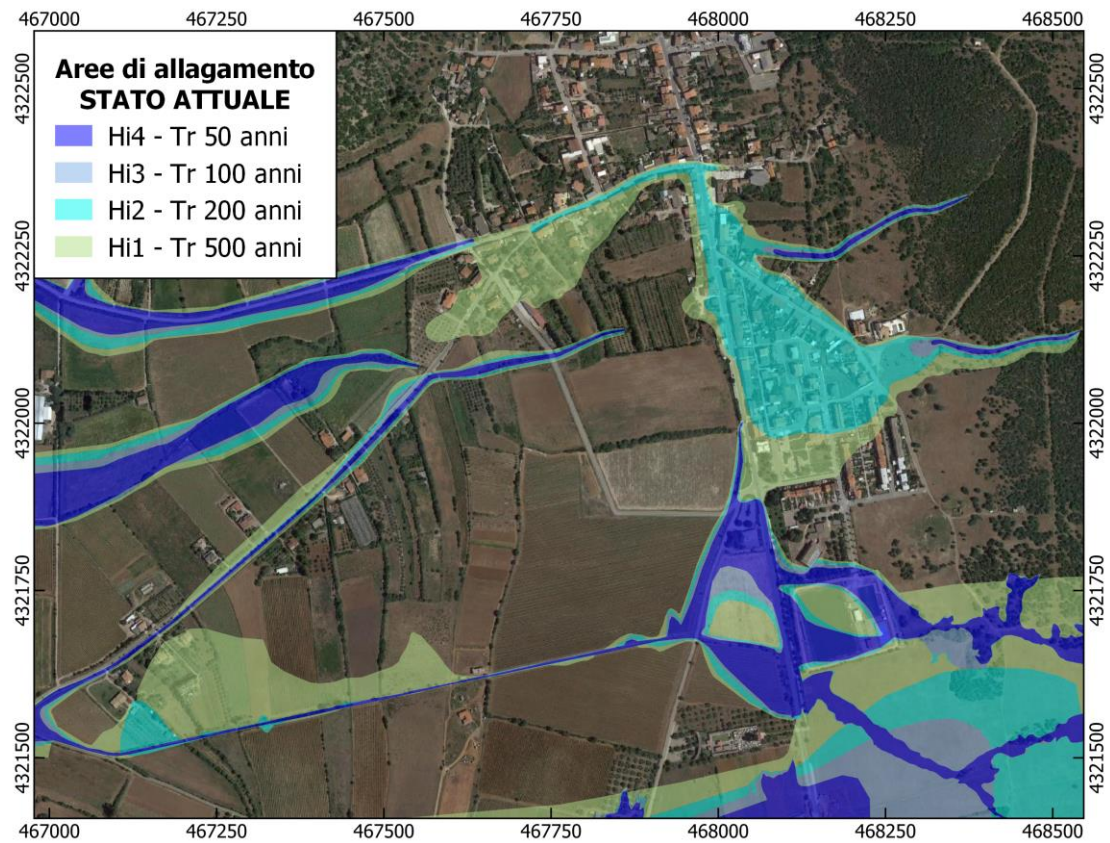 467000 467250 467500 467750 468000 468250 468500
Aree di allagamento
STATO ATTUALE
Hi4 - Tr 50 anni
Hi3 - Tr 100 anni
Hi2 - Tr 200 anni
Hi1 - Tr 500 anni
4322500
4322250
4322000
4321750
4321500
4322500
4322250
4322000
4321750
4321500
467000 467250 467500 467750 468000 468250 468500